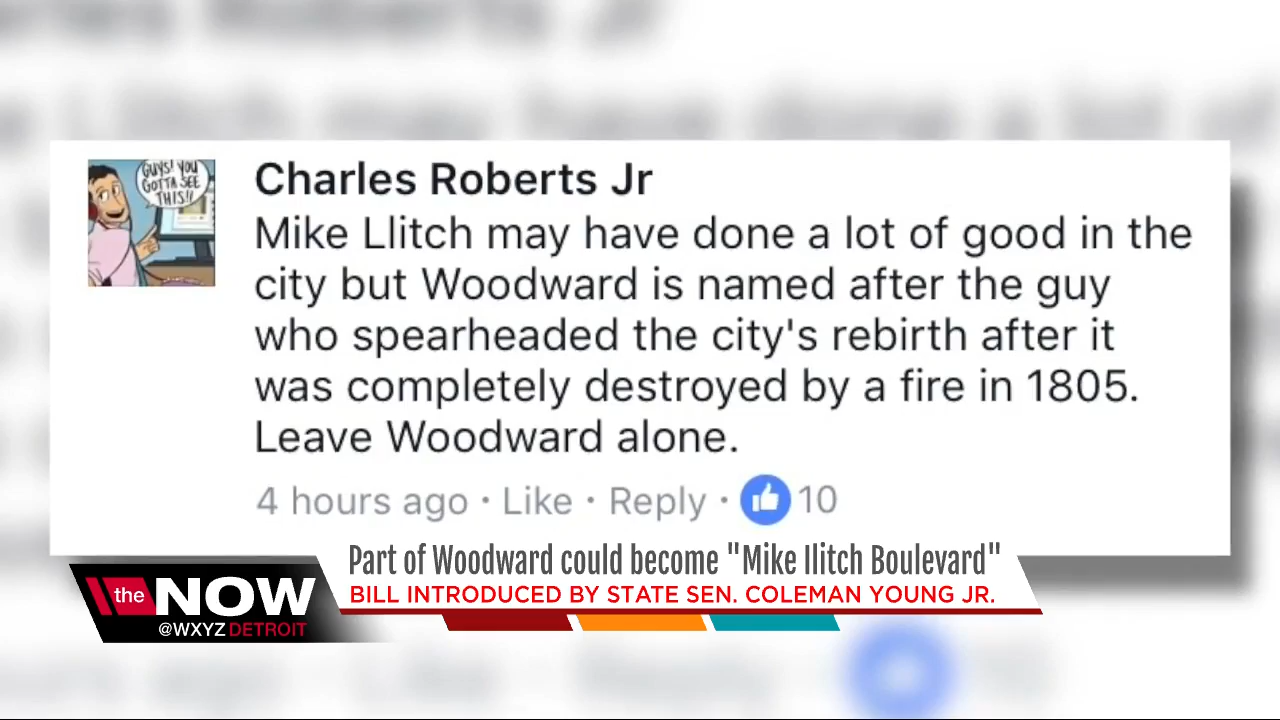 GUYS! YOU
GOTTA SEE
THIS!!
Charles Roberts Jr
Mike Llitch may have done a lot of good in the
city but Woodward is named after the guy
who spearheaded the city's rebirth after it
was completely destroyed by a fire in 1805.
Leave Woodward alone.
4 hours ago · Like · Reply · 10
Part of Woodward could become "Mike Ilitch Boulevard"
BILL INTRODUCED BY STATE SEN. COLEMAN YOUNG JR.
the NOW
@WXYZ DETROIT